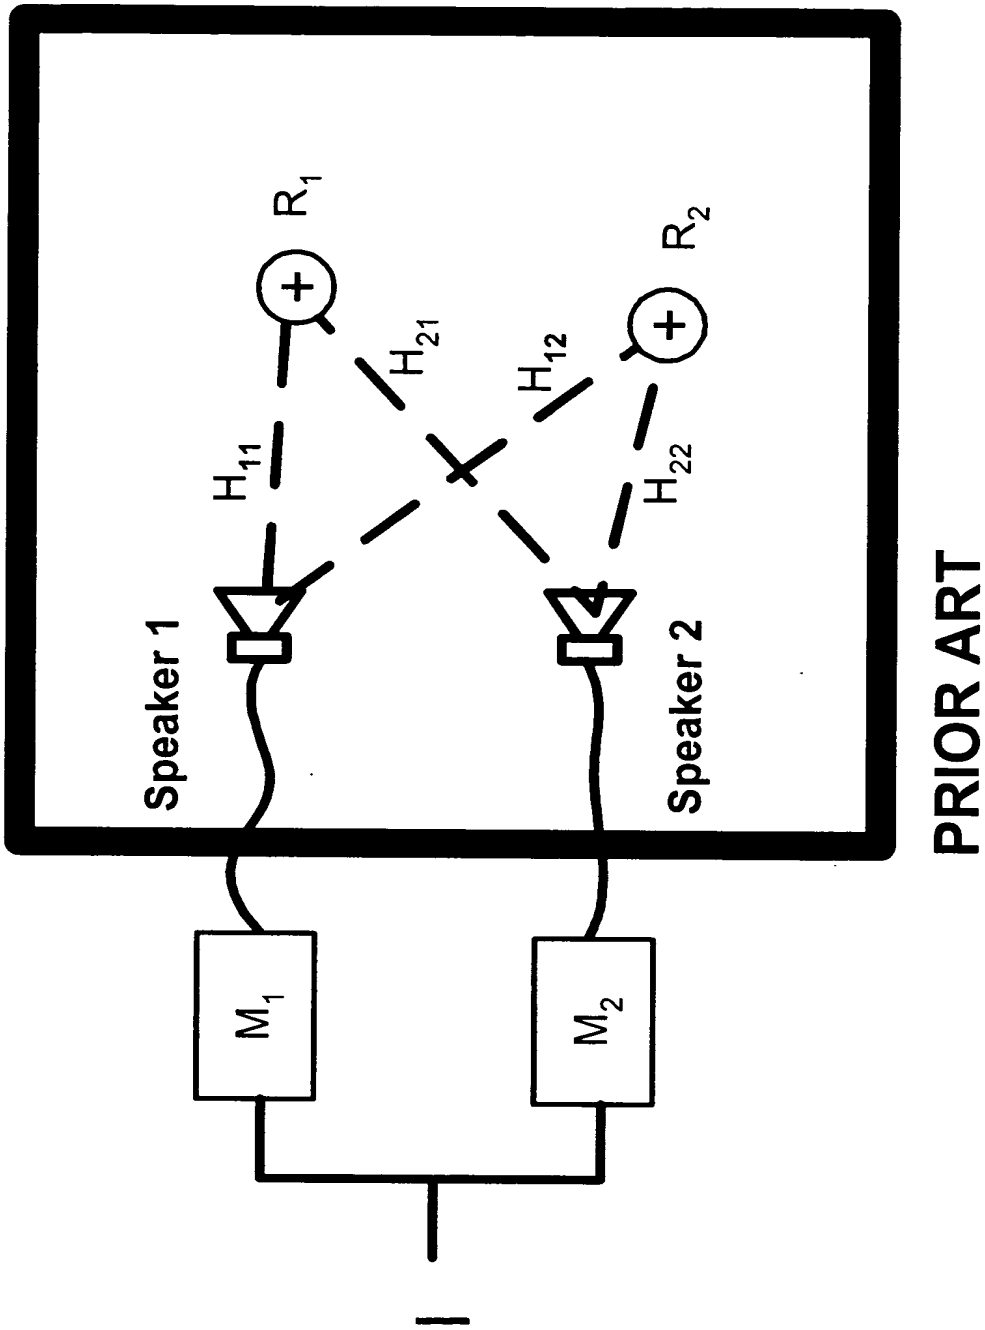 I
M1
M2
Speaker 1
Speaker 2
H11
H21
H12
H22
R1
R2
+
+
PRIOR ART